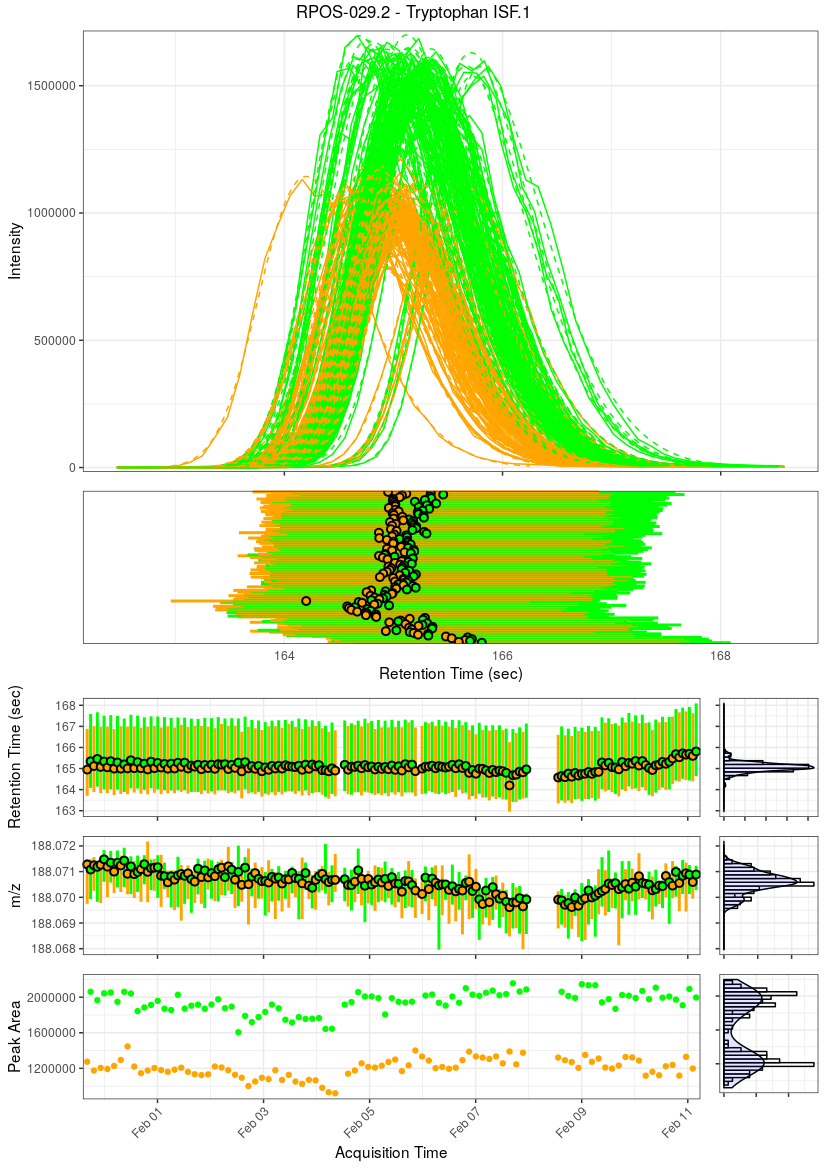 RPOS-029.2 - Tryptophan ISF.1
Intensity
1500000
1000000
500000
0
164
166
168
Retention Time (sec)
Retention Time (sec)
168
167
166
165
164
163
m/z
188.072
188.071
188.070
188.069
188.068
Peak Area
2000000
1600000
1200000
Feb 01
Feb 03
Feb 05
Feb 07
Feb 09
Feb 11
Acquisition Time